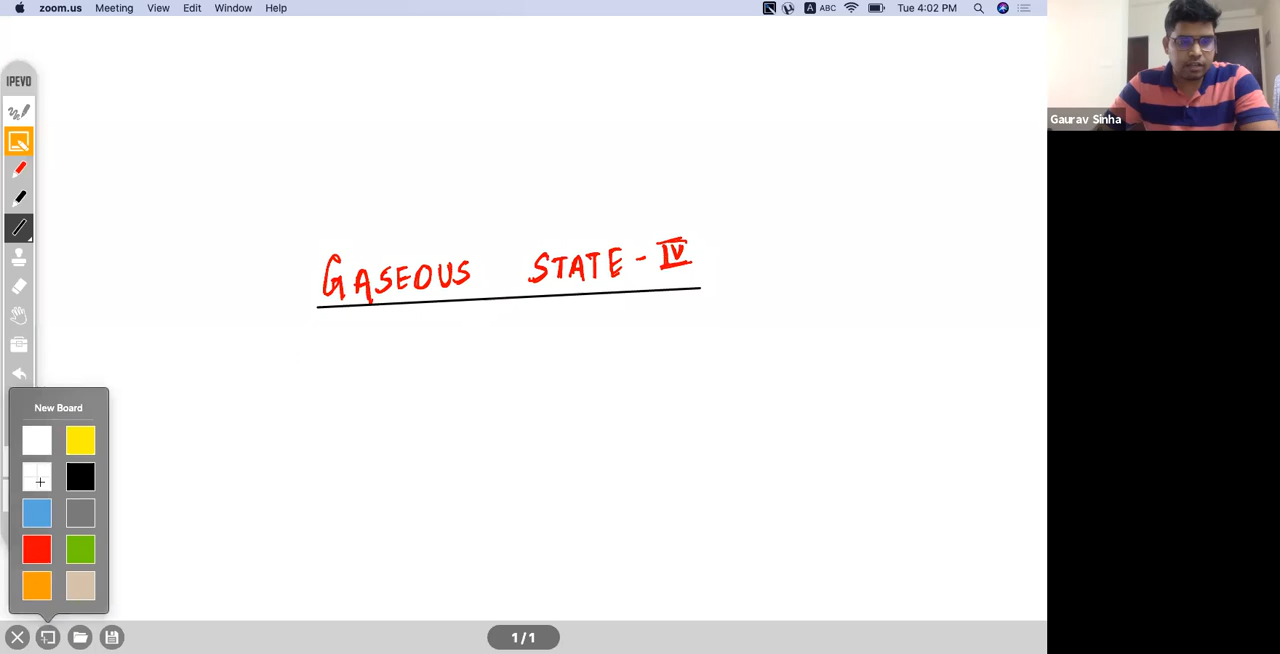 zoom.us Meeting View Edit Window Help A ABC Tue 4:02 PM
Gaurav Sinha
IPEVO
GASEOUS STATE - IV
New Board
1 / 1